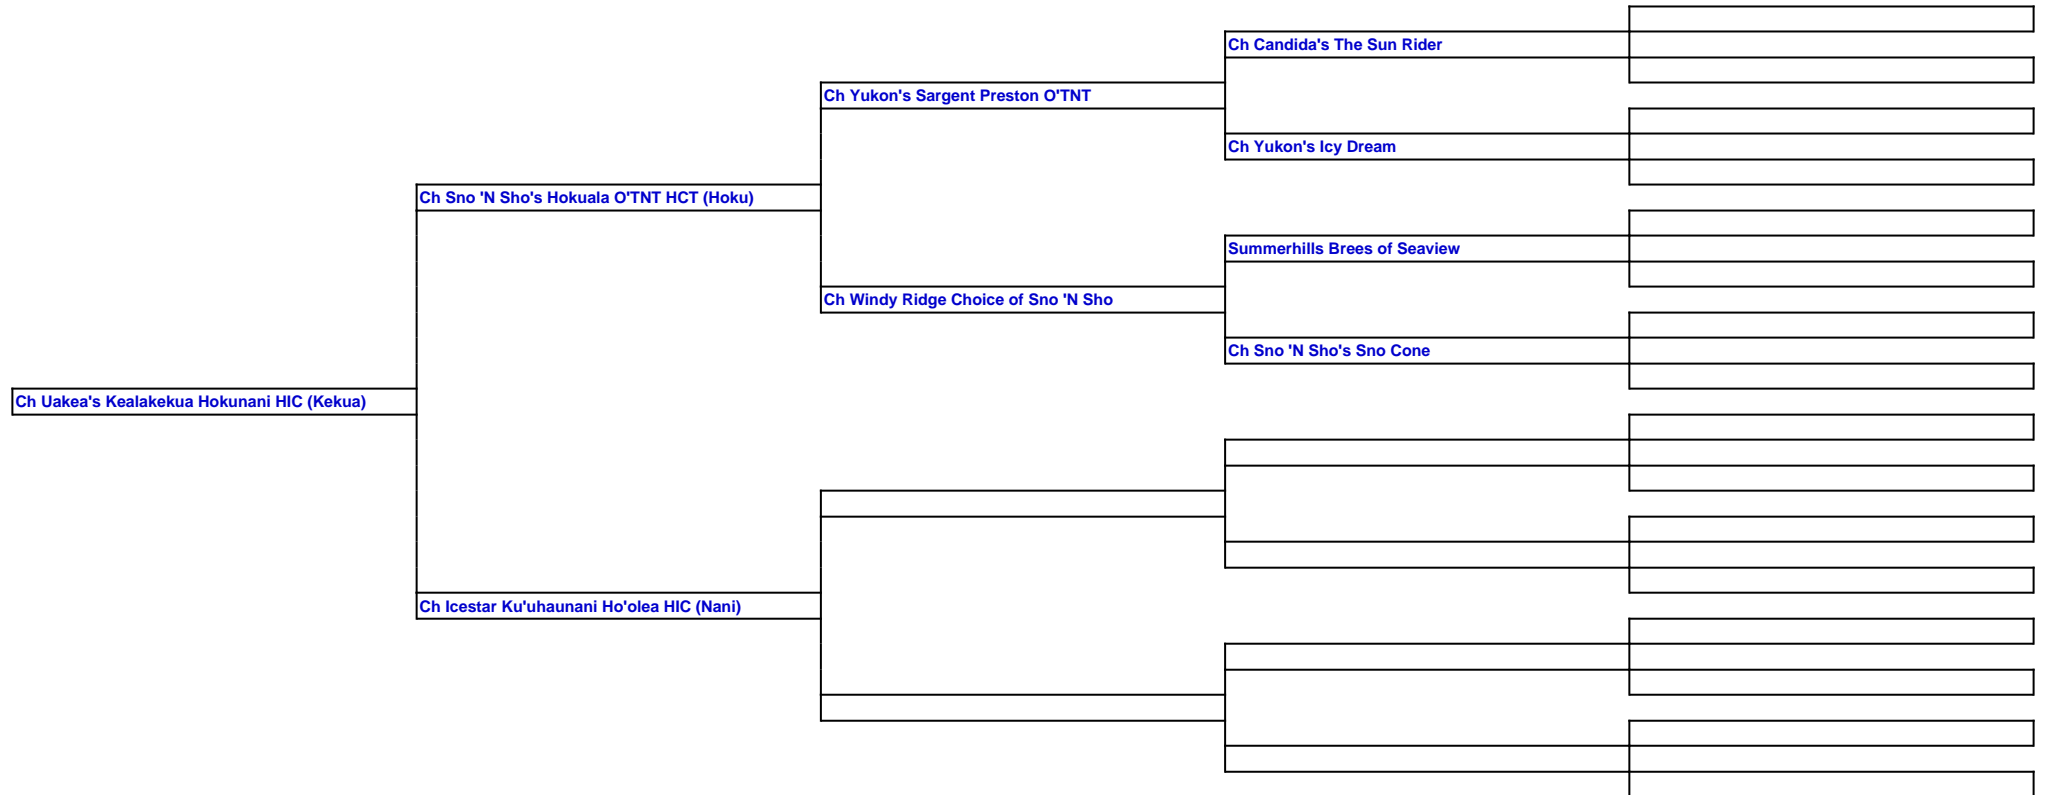 Ch Candida's The Sun Rider
Ch Yukon's Sargent Preston O'TNT
Ch Yukon's Icy Dream
Ch Sno 'N Sho's Hokuala O'TNT HCT (Hoku)
Summerhills Brees of Seaview
Ch Windy Ridge Choice of Sno 'N Sho
Ch Sno 'N Sho's Sno Cone
Ch Uakea's Kealakekua Hokunani HIC (Kekua)
Ch Icestar Ku'uhaunani Ho'olea HIC (Nani)